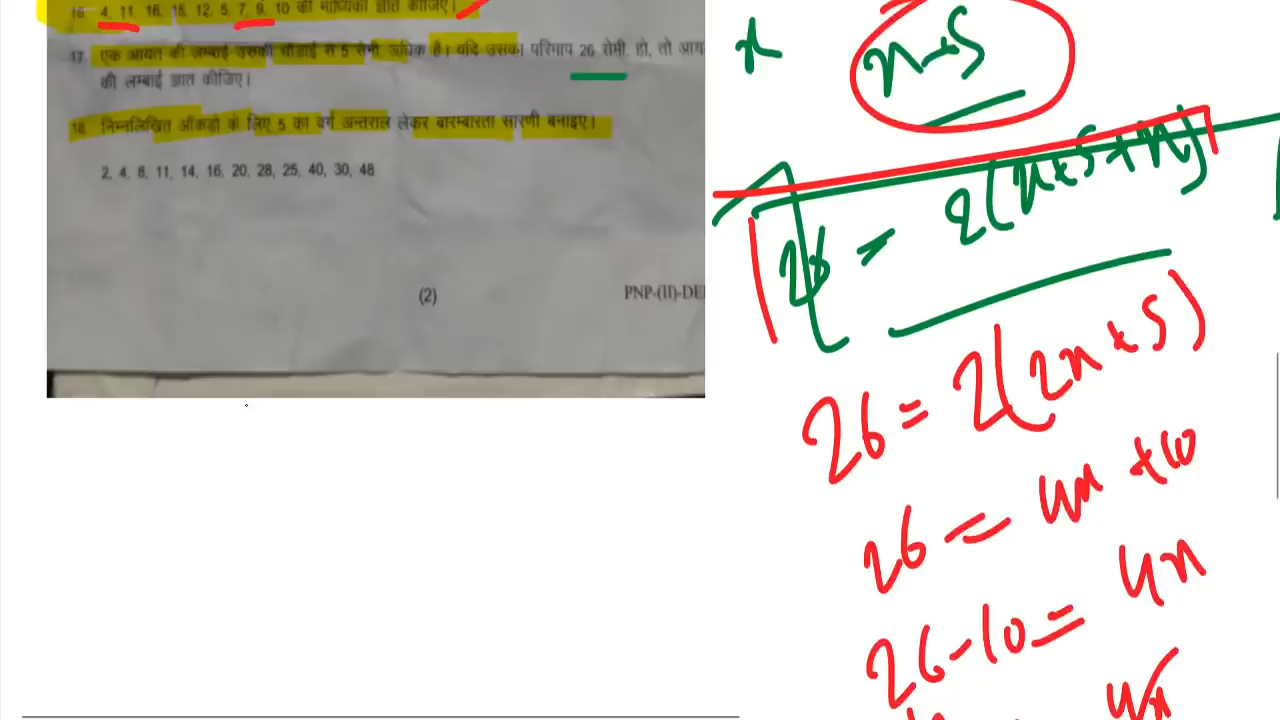 16 4, 11, 16, 15, 12, 5, 7, 9, 10 की माध्यिका ज्ञात कीजिए।
17. एक आयत की लम्बाई उसकी चौड़ाई से 5 सेमी अधिक है। यदि उसका परिमाप 26 सेमी. हो, तो आय
की लम्बाई ज्ञात कीजिए।
18. निम्नलिखित आँकड़ों के लिए 5 का वर्ग अन्तराल लेकर बारम्बारता सारणी बनाइए।
2, 4, 8, 11, 14, 16, 20, 28, 25, 40, 30, 48
(2)
PNP-(II)-DEI
x
x+5
26 = 2(x+5+x)
26 = 2(2x+5)
26 = 4x +10
26-10 = 4x
4x